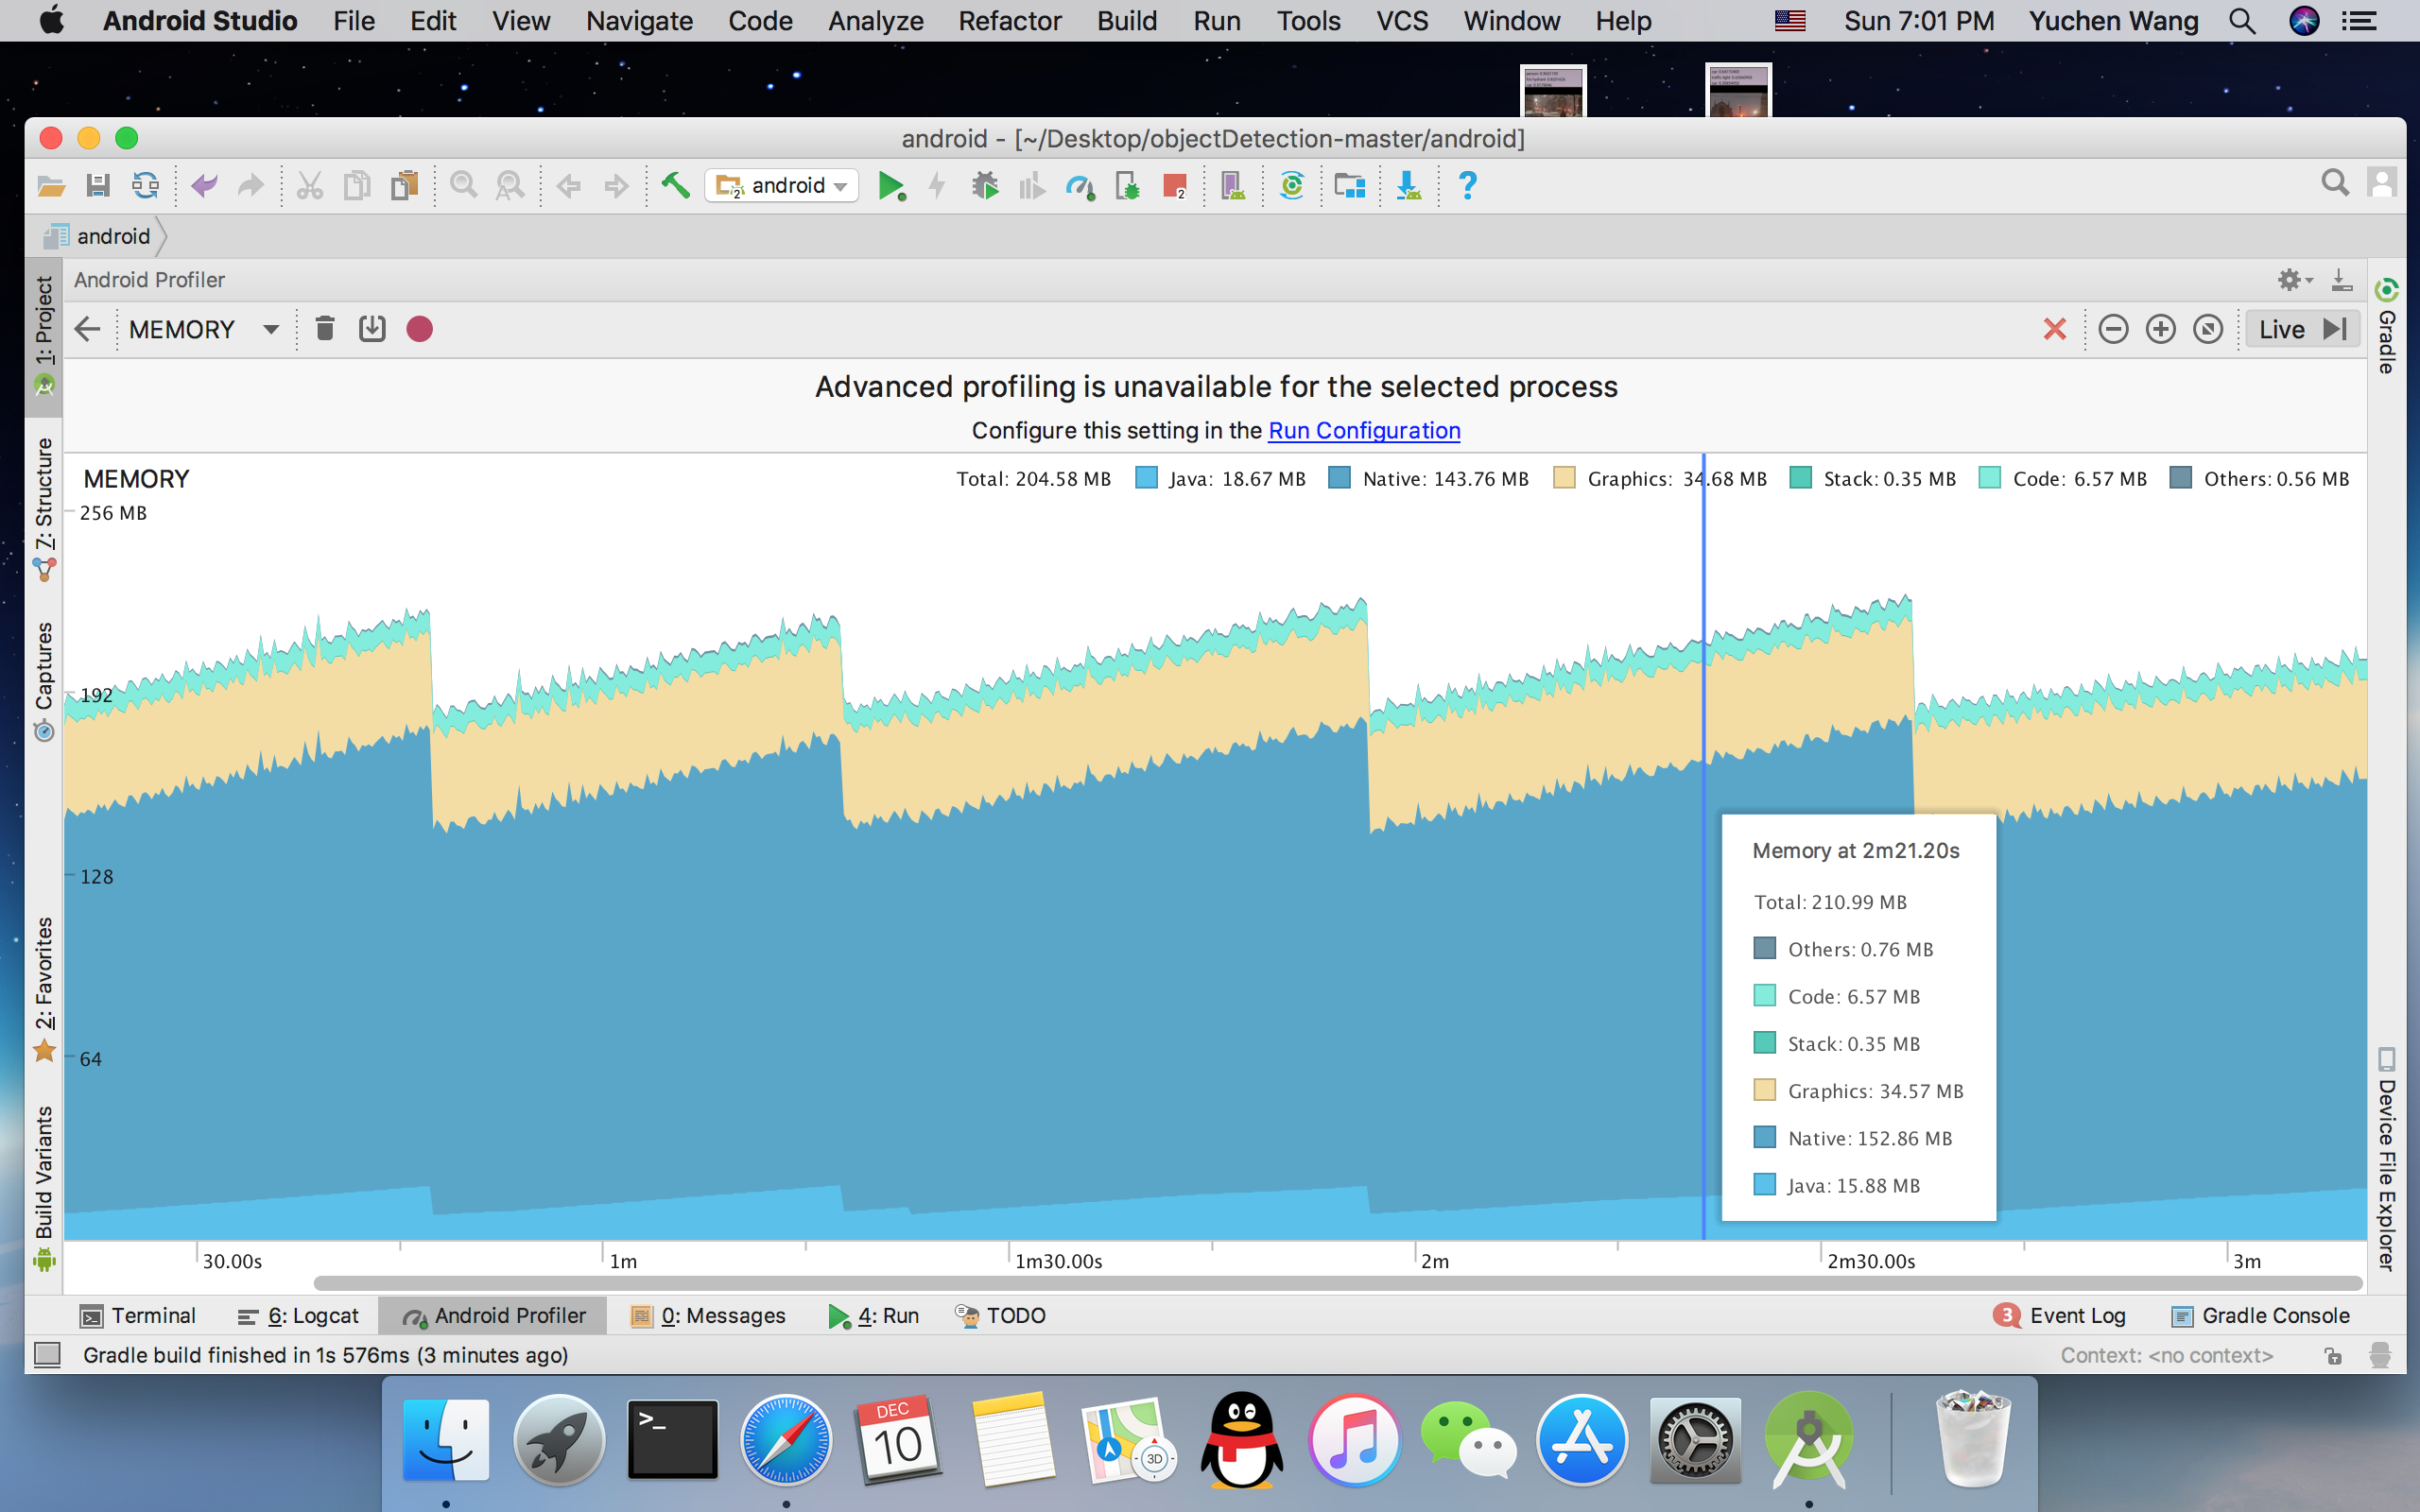 Android Studio File Edit View Navigate Code Analyze Refactor Build Run Tools VCS Window Help Sun 7:01 PM Yuchen Wang
android - [~/Desktop/objectDetection-master/android]
2 android 2 ?
android
Android Profiler
1: Project
7: Structure
Captures
2: Favorites
Build Variants
Gradle
Device File Explorer
MEMORY Live
Advanced profiling is unavailable for the selected process
Configure this setting in the Run Configuration
MEMORY Total: 204.58 MB Java: 18.67 MB Native: 143.76 MB Graphics: 34.68 MB Stack: 0.35 MB Code: 6.57 MB Others: 0.56 MB
256 MB
192
128
64
Memory at 2m21.20s
Total: 210.99 MB
Others: 0.76 MB
Code: 6.57 MB
Stack: 0.35 MB
Graphics: 34.57 MB
Native: 152.86 MB
Java: 15.88 MB
30.00s 1m 1m30.00s 2m 2m30.00s 3m
Terminal 6: Logcat Android Profiler 0: Messages 4: Run TODO 3 Event Log Gradle Console
Gradle build finished in 1s 576ms (3 minutes ago) Context: <no context>
>_
DEC
10
3D